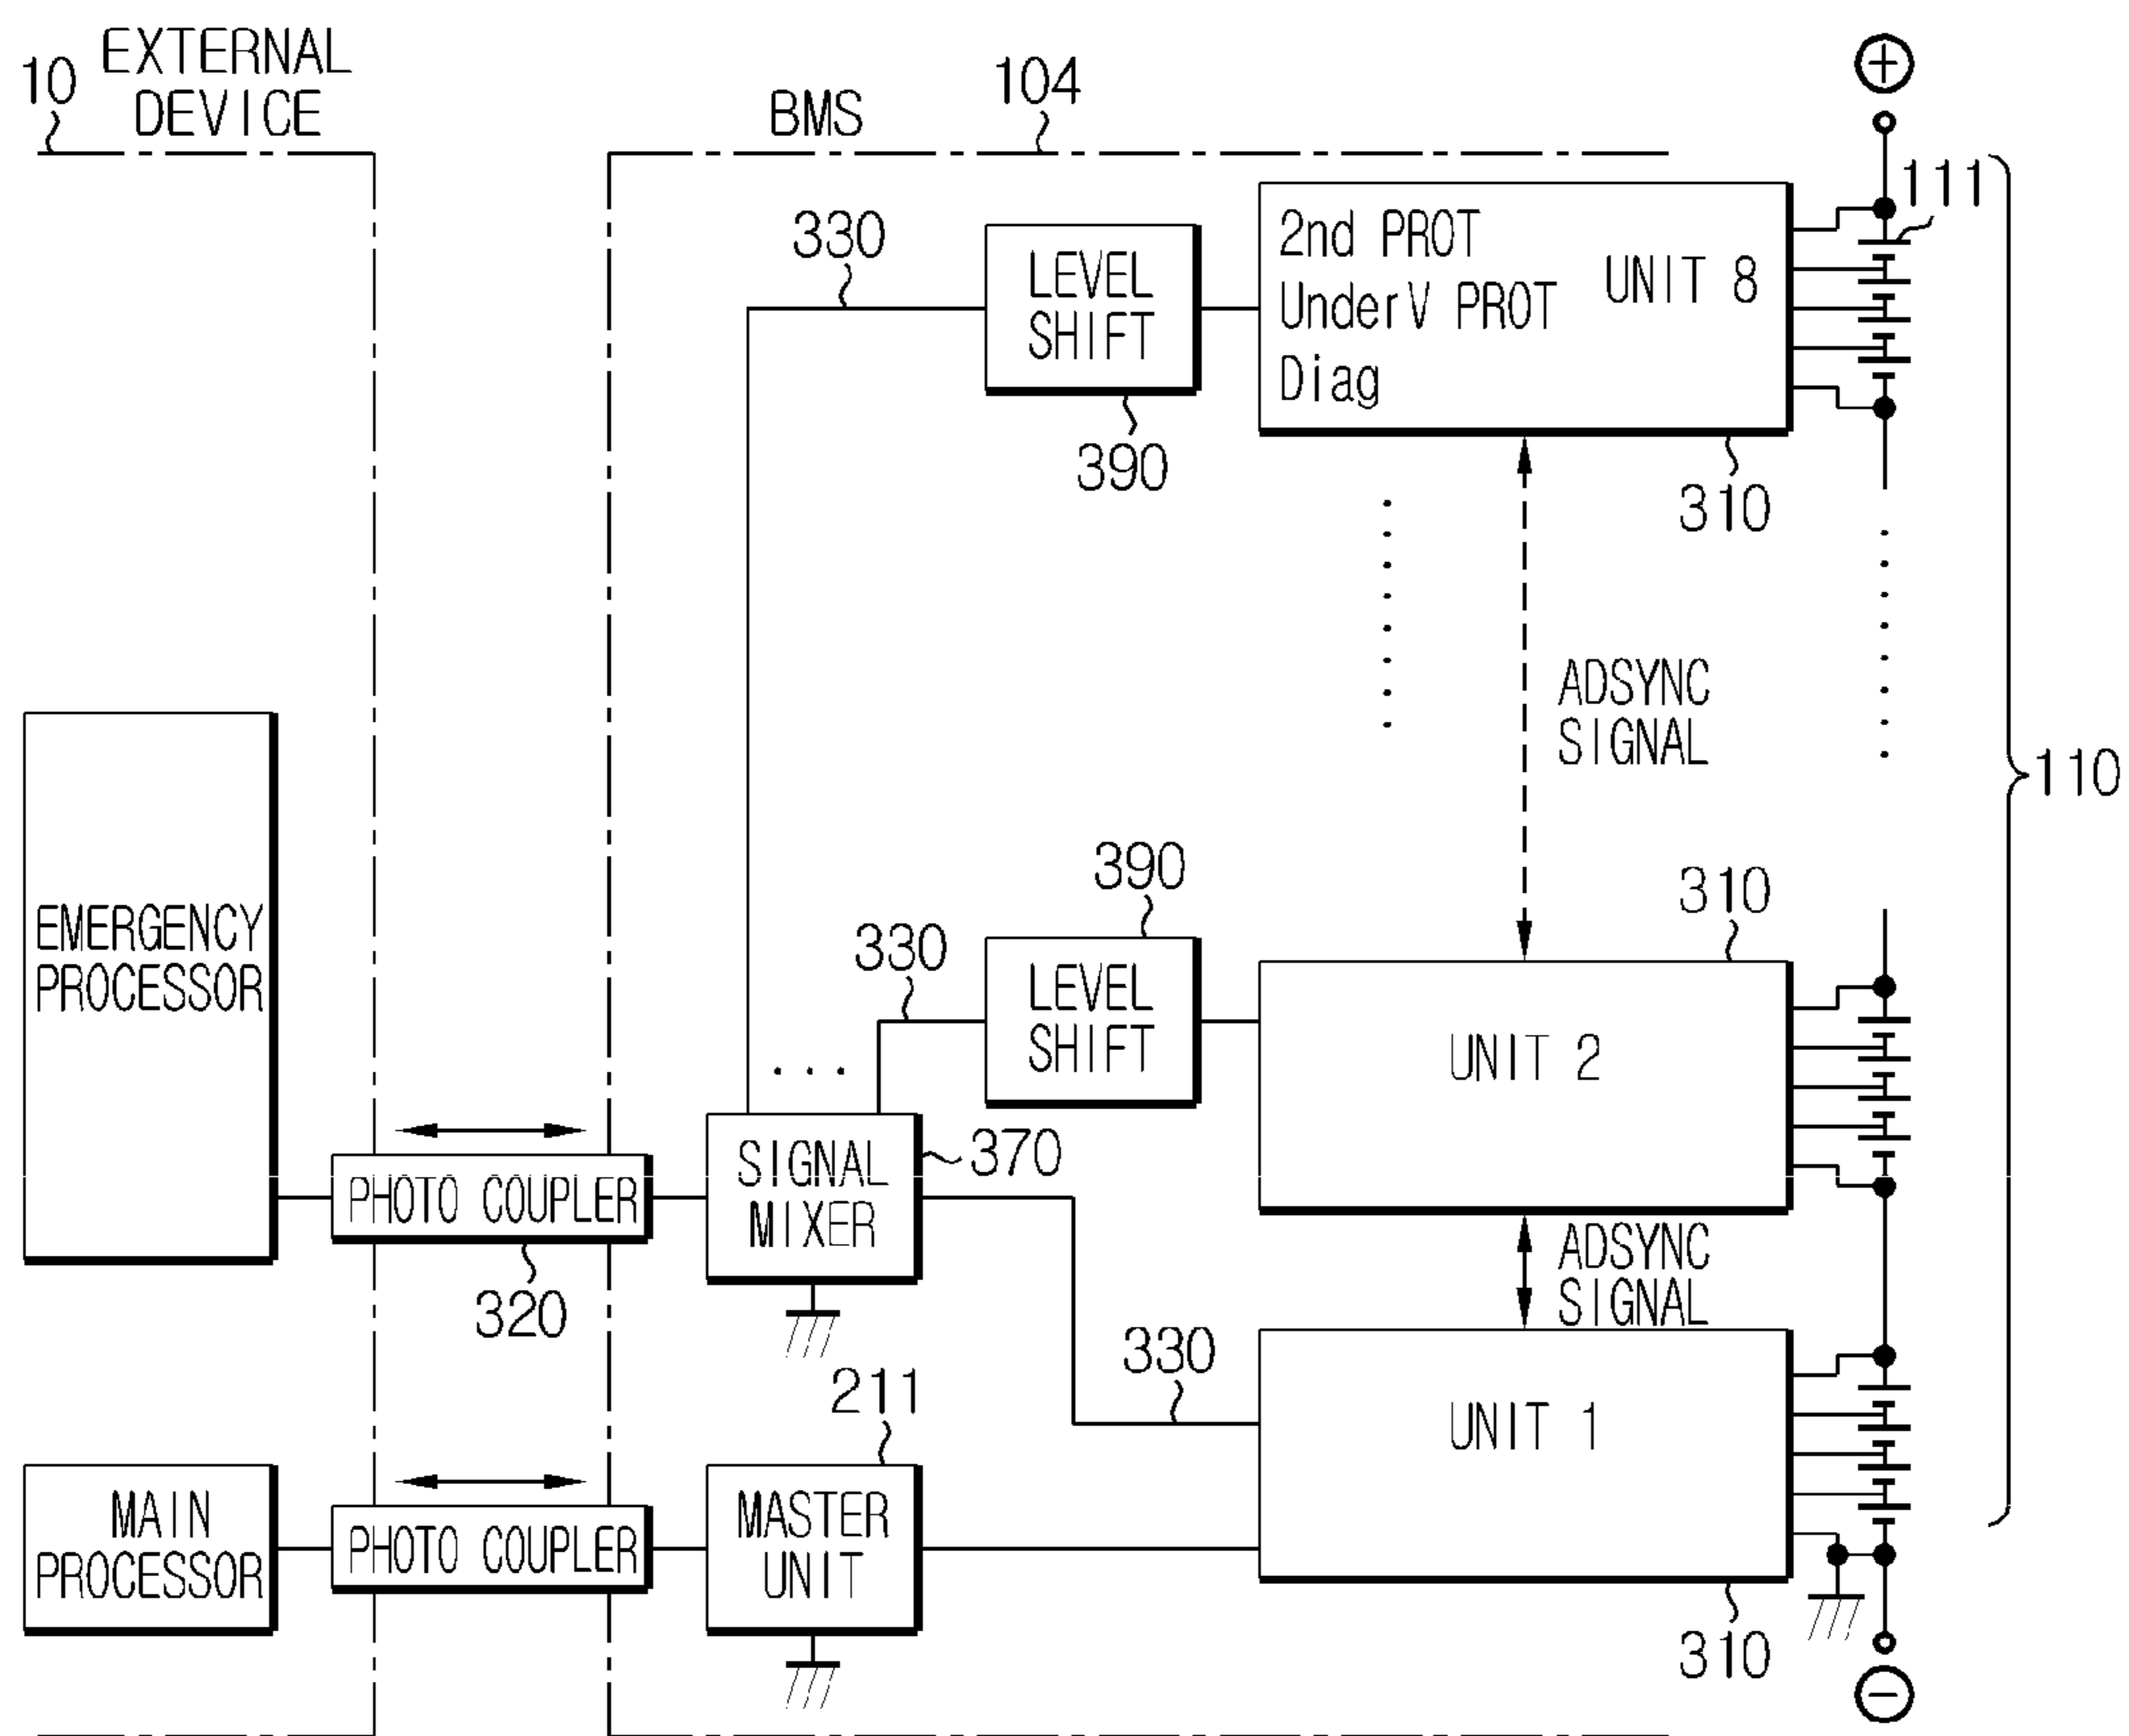 10
EXTERNAL
DEVICE
BMS
104
+
111
330
LEVEL
SHIFT
390
2nd PROT
UnderV PROT
Diag
UNIT 8
310
ADSYNC
SIGNAL
110
EMERGENCY
PROCESSOR
390
330
LEVEL
SHIFT
310
UNIT 2
...
SIGNAL
MIXER
370
PHOTO COUPLER
320
ADSYNC
SIGNAL
330
211
UNIT 1
MAIN
PROCESSOR
PHOTO COUPLER
MASTER
UNIT
310
−